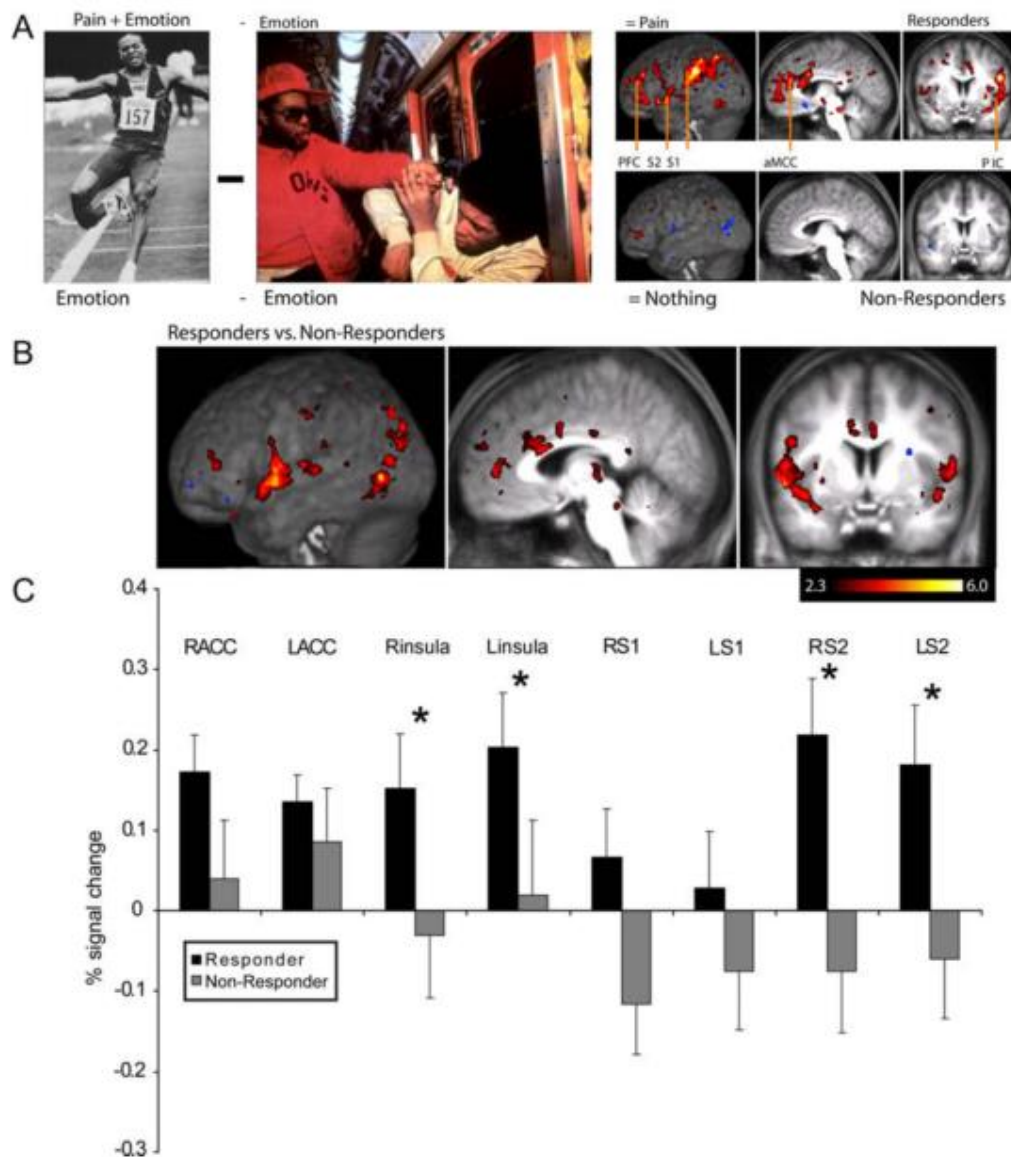 A
Pain + Emotion - Emotion = Pain Responders
157
Ohio
PFC S2 S1 aMCC P IC
Emotion - Emotion = Nothing Non-Responders
B
Responders vs. Non-Responders
2.3 6.0
C
0.4
RACC LACC Rinsula Linsula RS1 LS1 RS2 LS2
0.3
* * * *
0.2
0.1
0
-0.1
-0.2
-0.3
% signal change
Responder
Non-Responder